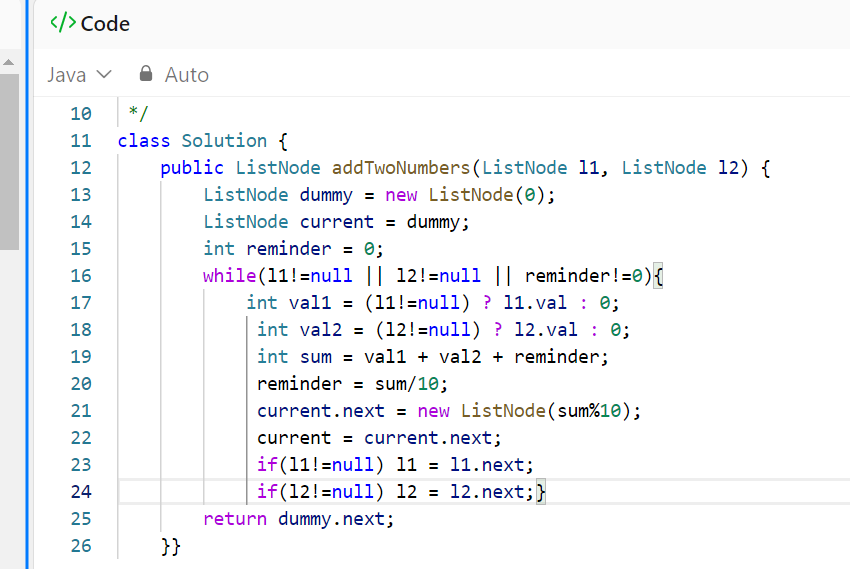 </> Code
Java Auto
10 */
11 class Solution {
12 public ListNode addTwoNumbers(ListNode l1, ListNode l2) {
13 ListNode dummy = new ListNode(0);
14 ListNode current = dummy;
15 int reminder = 0;
16 while(l1!=null || l2!=null || reminder!=0){
17 int val1 = (l1!=null) ? l1.val : 0;
18 int val2 = (l2!=null) ? l2.val : 0;
19 int sum = val1 + val2 + reminder;
20 reminder = sum/10;
21 current.next = new ListNode(sum%10);
22 current = current.next;
23 if(l1!=null) l1 = l1.next;
24 if(l2!=null) l2 = l2.next;}
25 return dummy.next;
26 }}